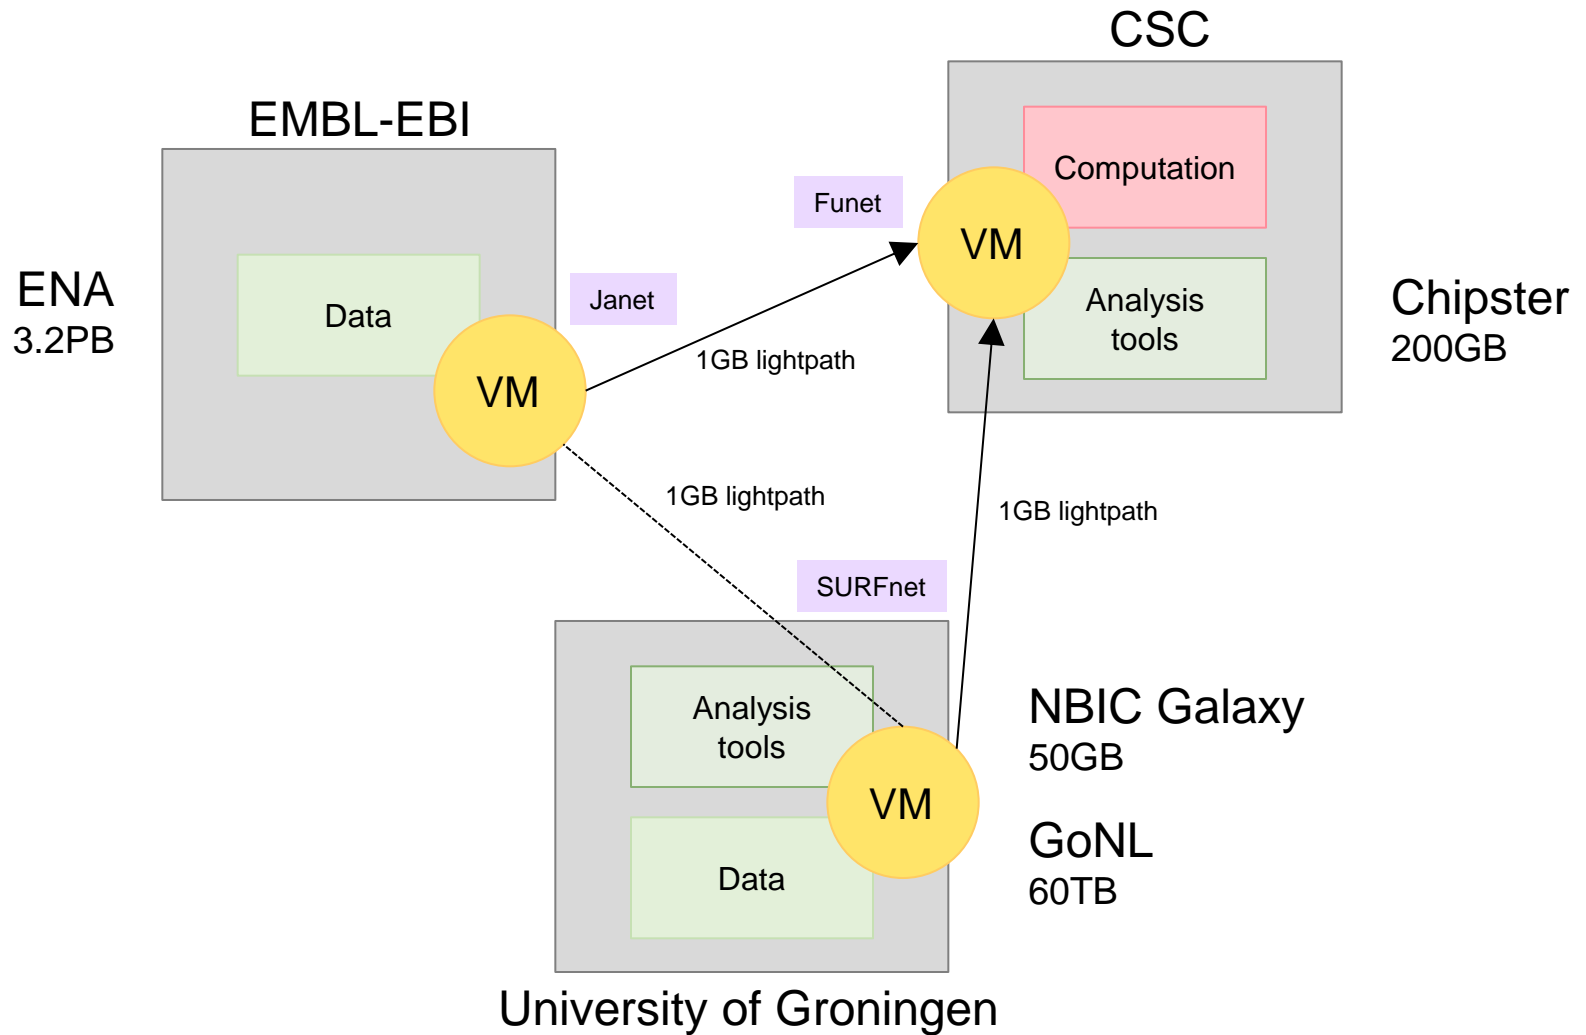 CSC
EMBL-EBI
Computation
Funet
VM
ENA
3.2PB
Data
Janet
Analysis
tools
Chipster
200GB
1GB lightpath
VM
1GB lightpath
1GB lightpath
SURFnet
Analysis
tools
NBIC Galaxy
50GB
VM
Data
GoNL
60TB
University of Groningen